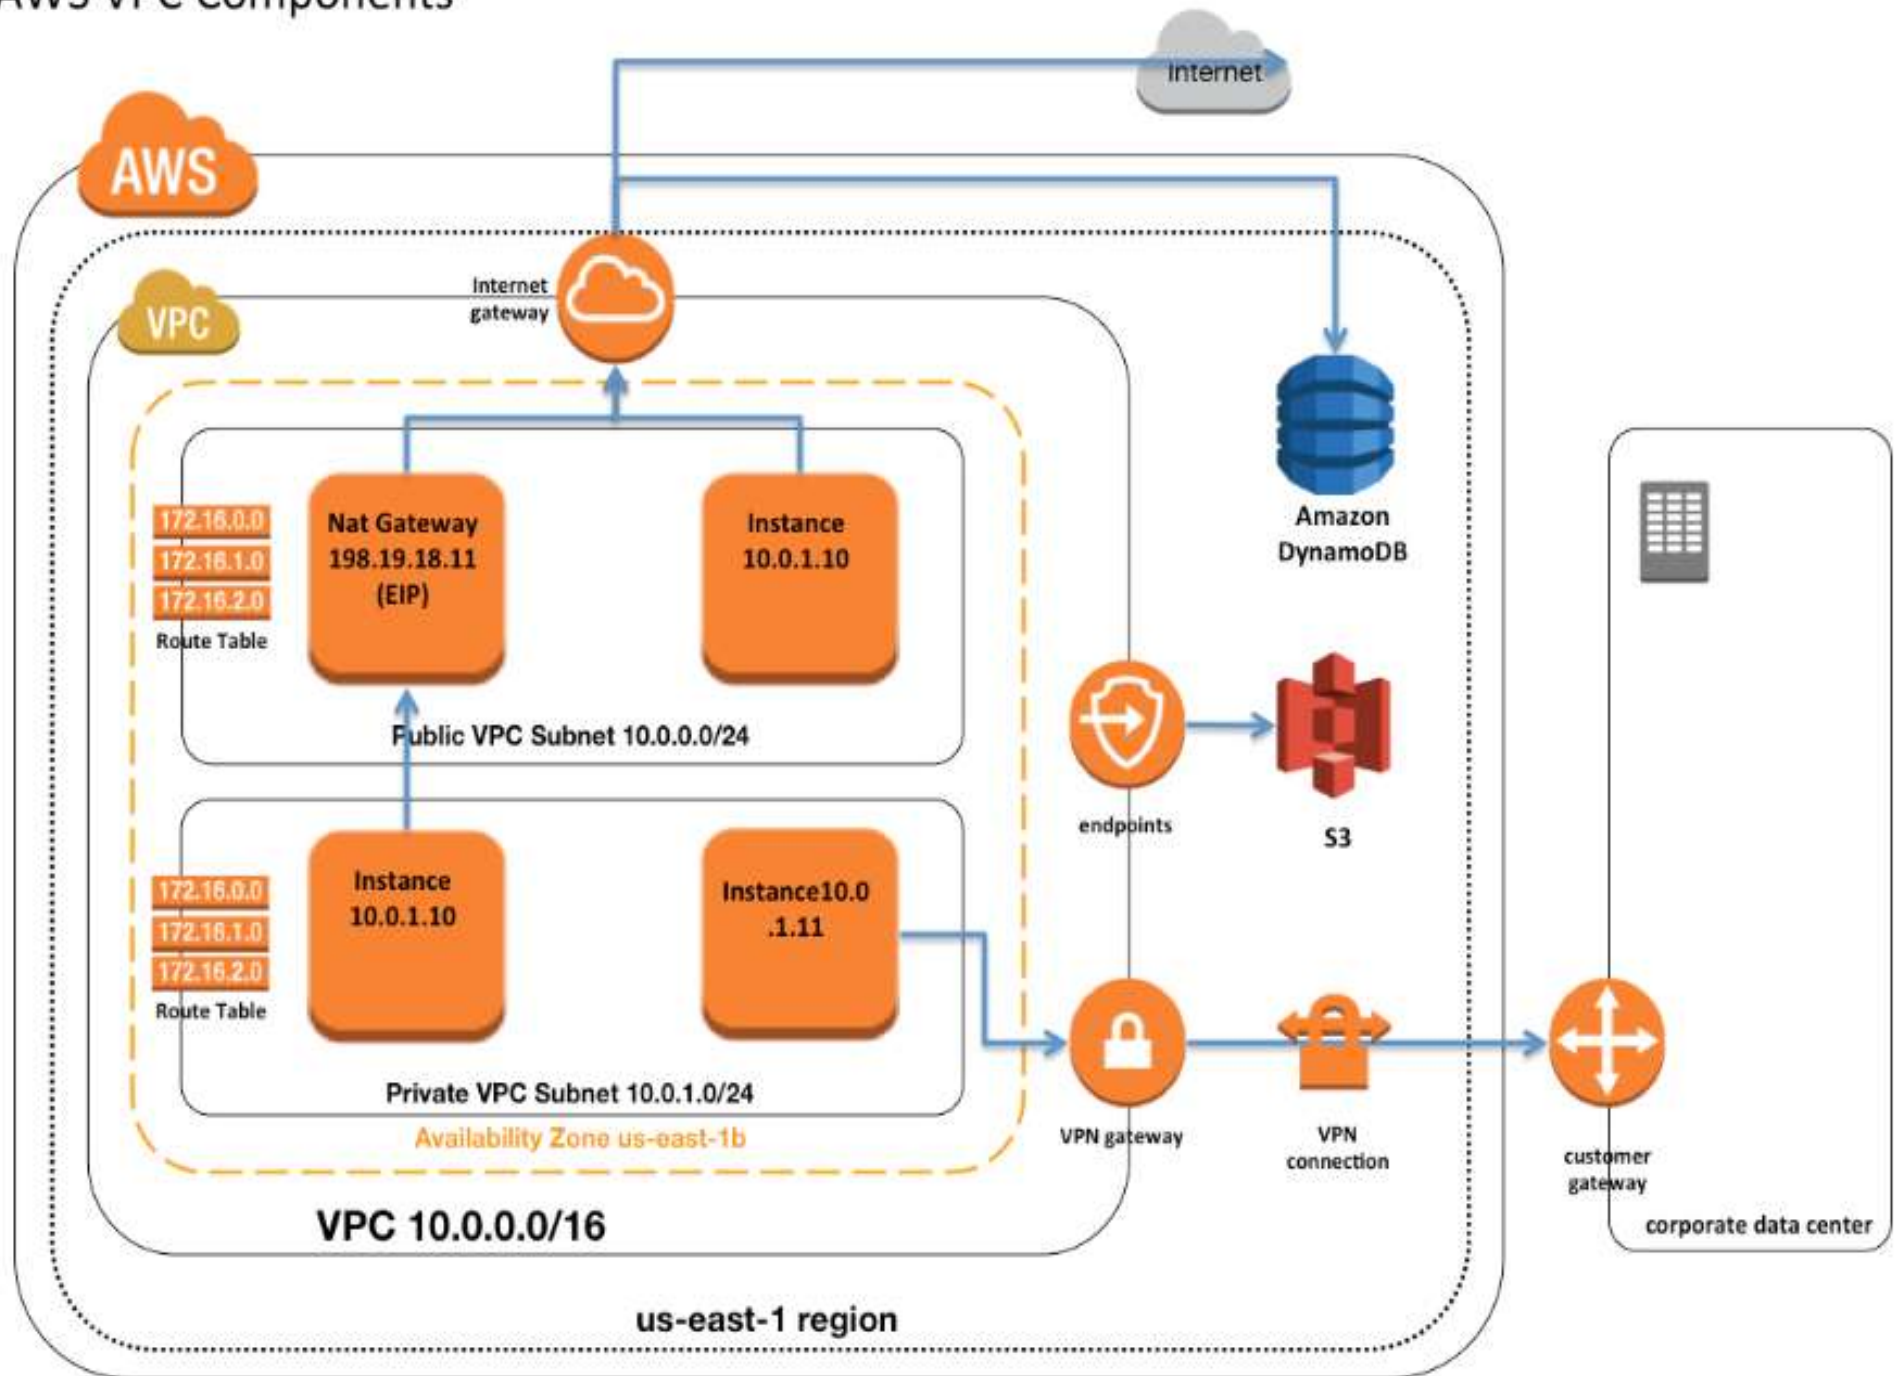 AWS VPC Components
Internet
AWS
Internet
gateway
VPC
172.16.0.0
172.16.1.0
172.16.2.0
Route Table
Nat Gateway
198.19.18.11
(EIP)
Instance
10.0.1.10
Public VPC Subnet 10.0.0.0/24
Amazon
DynamoDB
endpoints
S3
172.16.0.0
172.16.1.0
172.16.2.0
Route Table
Instance
10.0.1.10
Instance10.0
.1.11
Private VPC Subnet 10.0.1.0/24
Availability Zone us-east-1b
VPN gateway
VPN
connection
customer
gateway
corporate data center
VPC 10.0.0.0/16
us-east-1 region